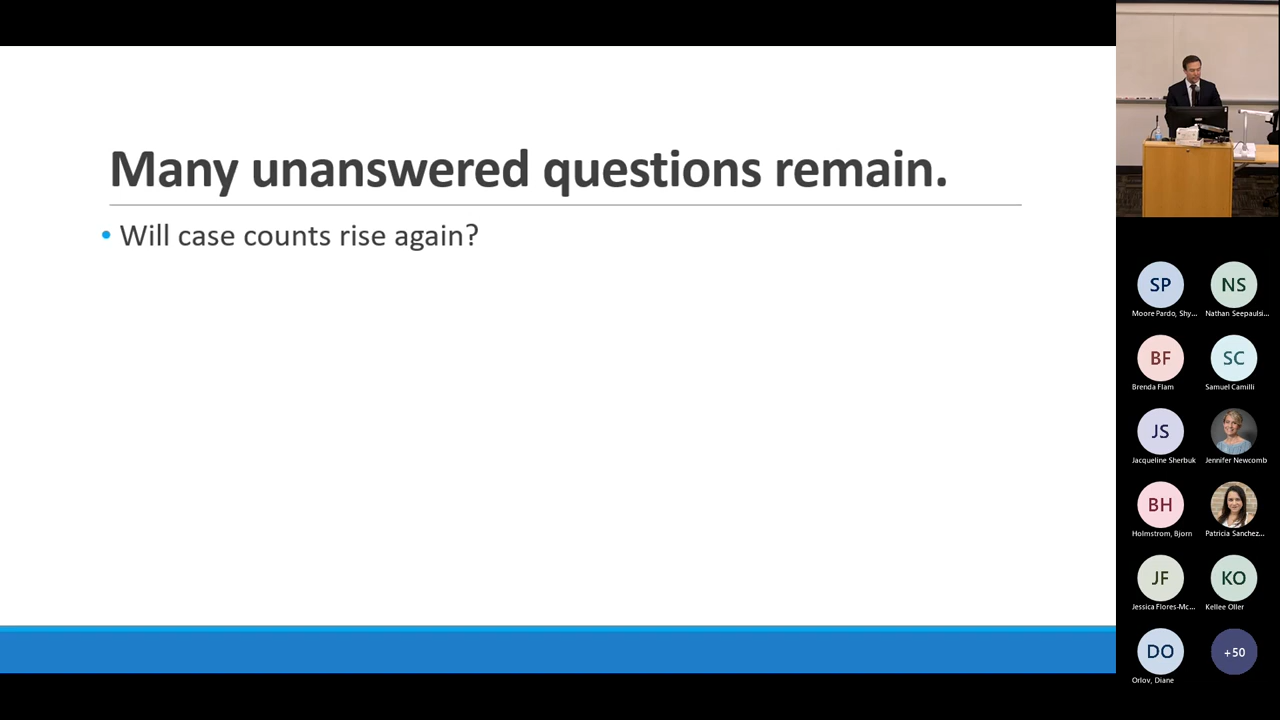 Many unanswered questions remain.
• Will case counts rise again?
SP
NS
Moore Pardo, Shy...
Nathan Seepaulsi...
BF
SC
Brenda Flam
Samuel Camilli
JS
Jacqueline Sherbuk
Jennifer Newcomb
BH
Holmstrom, Bjorn
Patricia Sanchez...
JF
KO
Jessica Flores-Mc...
Kellee Oller
DO
+50
Orlov, Diane